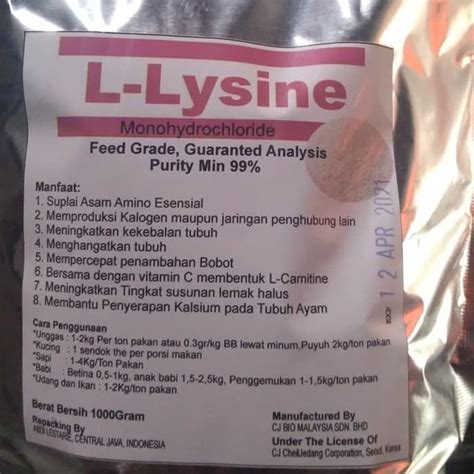 L-Lysine
Monohydrochloride
Feed Grade, Guaranted Analysis
Purity Min 99%
Manfaat:
1. Suplai Asam Amino Esensial
2. Memproduksi Kalogen maupun jaringan penghubung lain
3. Meningkatkan kekebalan tubuh
4. Menghangatkan tubuh
5. Mempercepat penambahan Bobot
6. Bersama dengan vitamin C membentuk L-Carnitine
7. Meningkatkan Tingkat susunan lemak halus
8. Membantu Penyerapan Kalsium pada Tubuh Ayam
EXP 12 APR 2021
Cara Penggunaan
*Unggas : 1-2kg Per ton pakan atau 0.3gr/kg BB lewat minum,Puyuh 2kg/ton pakan
*Kucing : 1 sendok the per porsi makan
*Sapi : 1-4Kg/Ton Pakan
*Babi : Betina 0,5-1kg, anak babi 1,5-2,5kg, Penggemukan 1-1,5kg/ton pakan
*Udang dan Ikan : 1-2Kg/ton Pakan
Berat Bersih 1000Gram
Repacking By
LESTARIE, CENTRAL JAVA, INDONESIA
Manufactured By
CJ BIO MALAYSIA SDN. BHD
Under The License Of
CJ CheilJedang Corporation, Seoul, Korea